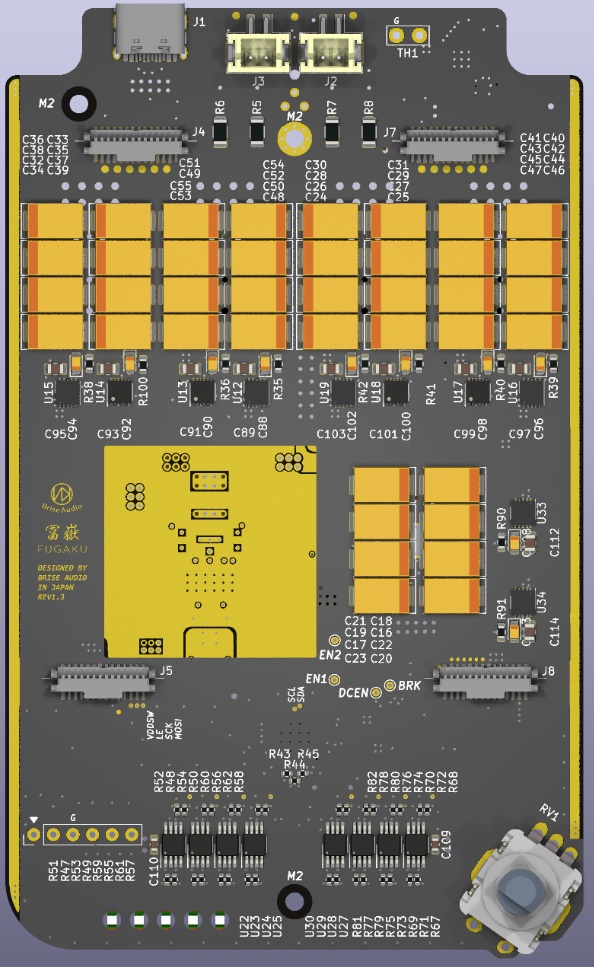 J1
G
TH1
J3
J2
M2
R6
R5
M2
R7
R8
J4
J7
C36 C33
C38 C35
C32 C37
C34 C39
C51
C49
C55
C53
C54
C52
C50
C48
C30
C28
C26
C24
C31
C29
C27
C25
C41 C40
C43 C42
C45 C44
C47 C46
U15
R38
U14
R100
U13
R36
U12
R35
U19
R42
U18
R41
U17
R40
U16
R39
C95
C94
C93
C92
C91
C90
C89
C88
C103
C102
C101
C100
C99
C98
C97
C96
Brise Audio
富嶽
FUGAKU
DESIGNED BY
BRISE AUDIO
IN JAPAN
REV1.3
R90
U33
C112
R91
U34
C114
C21 C18
C19 C16
C17 C22
C23 C20
EN2
EN1
DCEN
BRK
J5
J8
SCL
SDA
VDDSW
LE
SCK
MOSI
R43 R45
R44
R52
R48
R54
R50
R60
R56
R62
R58
R82
R78
R80
R76
R74
R70
R72
R68
G
R51
R47
R53
R49
R59
R55
R61
R57
C110
C109
RV1
M2
U22
U23
U24
U25
U30
U29
U28
U27
R81
R77
R79
R75
R73
R69
R71
R67